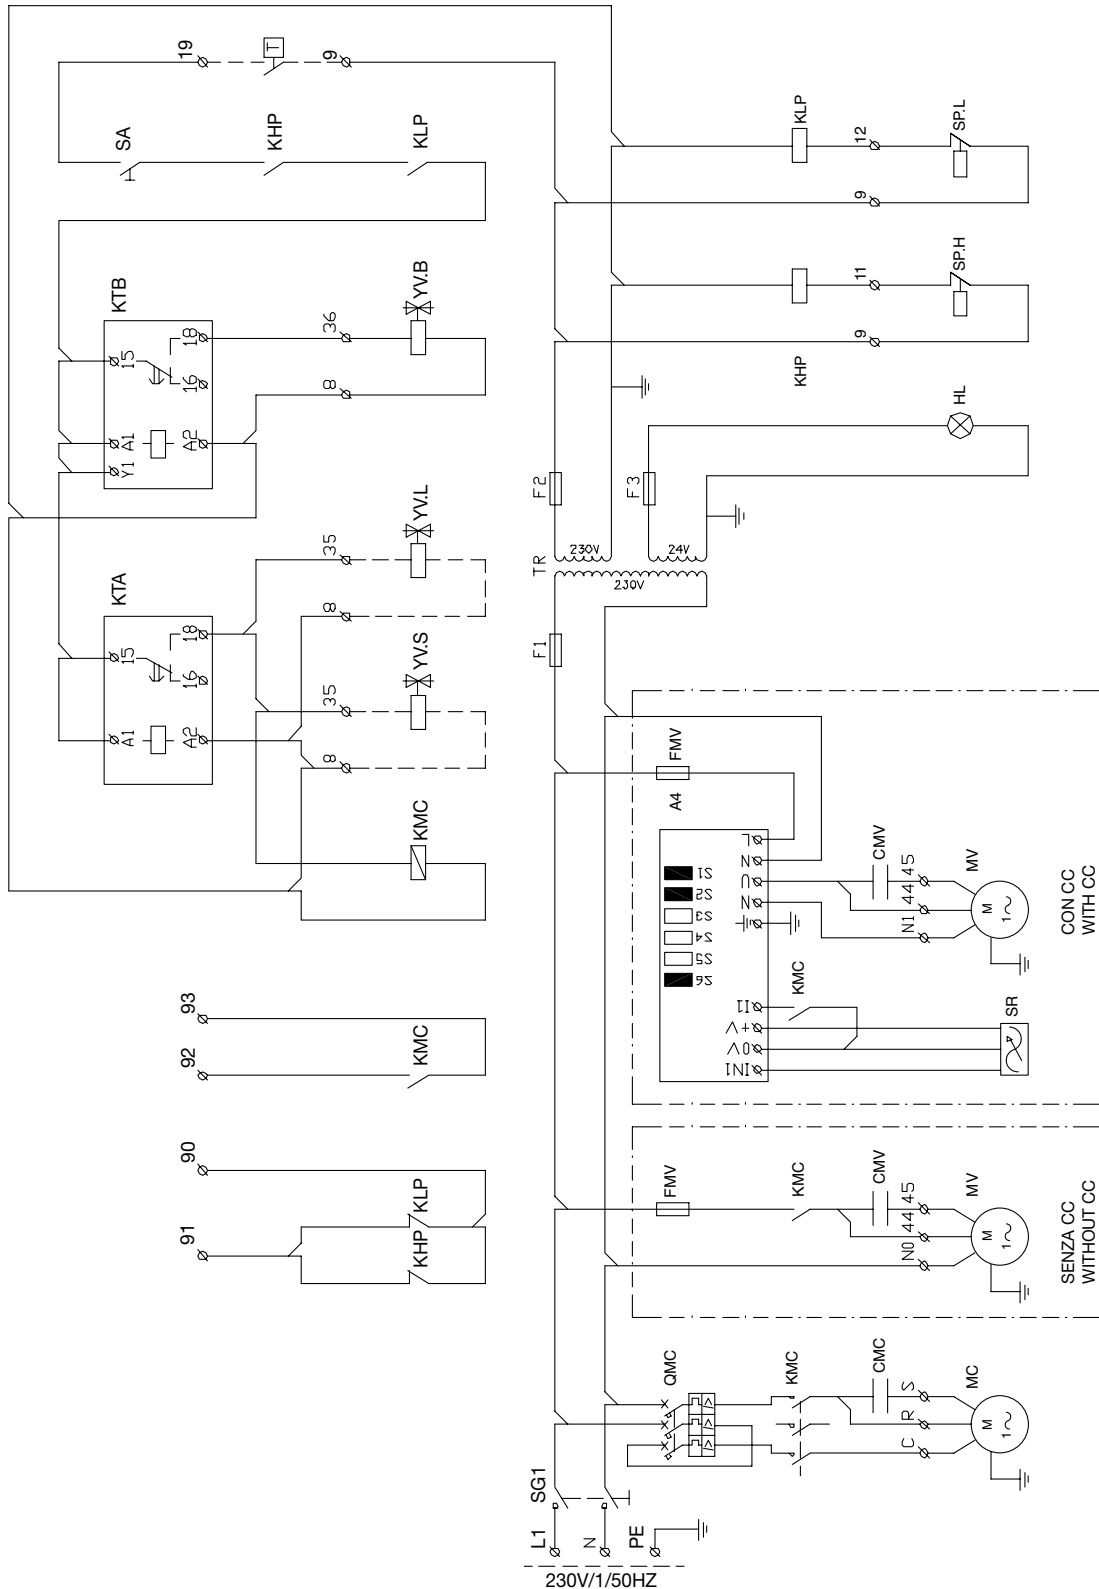 19
T
9
SA
KHP
KLP
KTB
15
18
16
A1
A2
Y1
36
8
YV.B
KTA
15
18
16
A1
A2
35
8
YV.L
35
8
YV.S
KMC
93
92
KMC
90
91
KLP
KHP
KLP
12
9
SP.L
11
9
SP.H
KHP
HL
F2
F3
TR
230V
24V
230V
F1
FMV
A4
L
N
U
N
S1
S2
S3
S4
S5
S6
I1
+V
0V
IN1
KMC
SR
CMV
N1 44 45
MV
M
1~
CON CC
WITH CC
FMV
KMC
CMV
N0 44 45
MV
M
1~
SENZA CC
WITHOUT CC
QMC
KMC
CMC
C
R
S
MC
M
1~
SG1
L1
N
PE
230V/1/50HZ